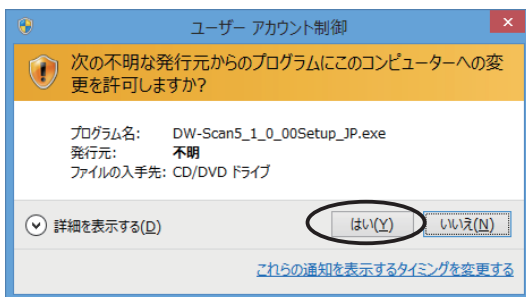 ユーザー アカウント制御
次の不明な発行元からのプログラムにこのコンピューターへの変
更を許可しますか?
プログラム名: DW-Scan5_1_0_00Setup_JP.exe
発行元: 不明
ファイルの入手先: CD/DVD ドライブ
詳細を表示する(D) はい(Y) いいえ(N)
これらの通知を表示するタイミングを変更する